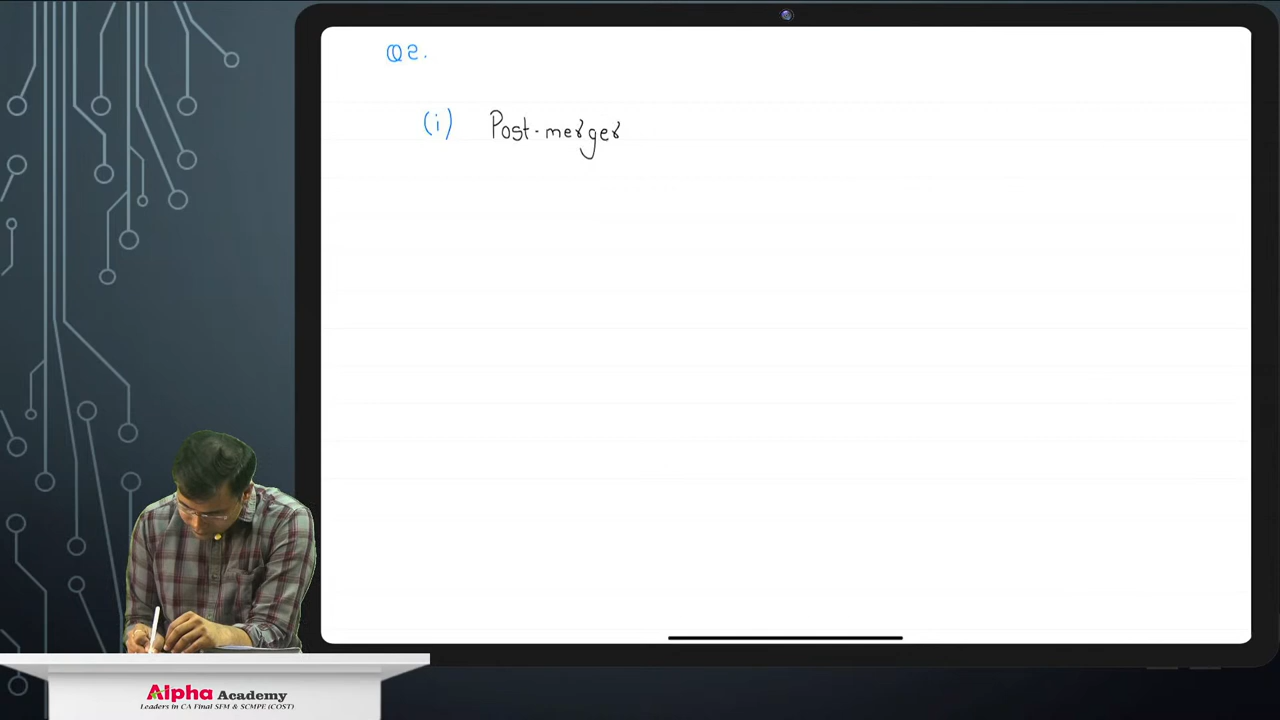 Q2.
(i) Post-merger
Alpha Academy
Leaders in CA Final SFM & SCMPE (COST)